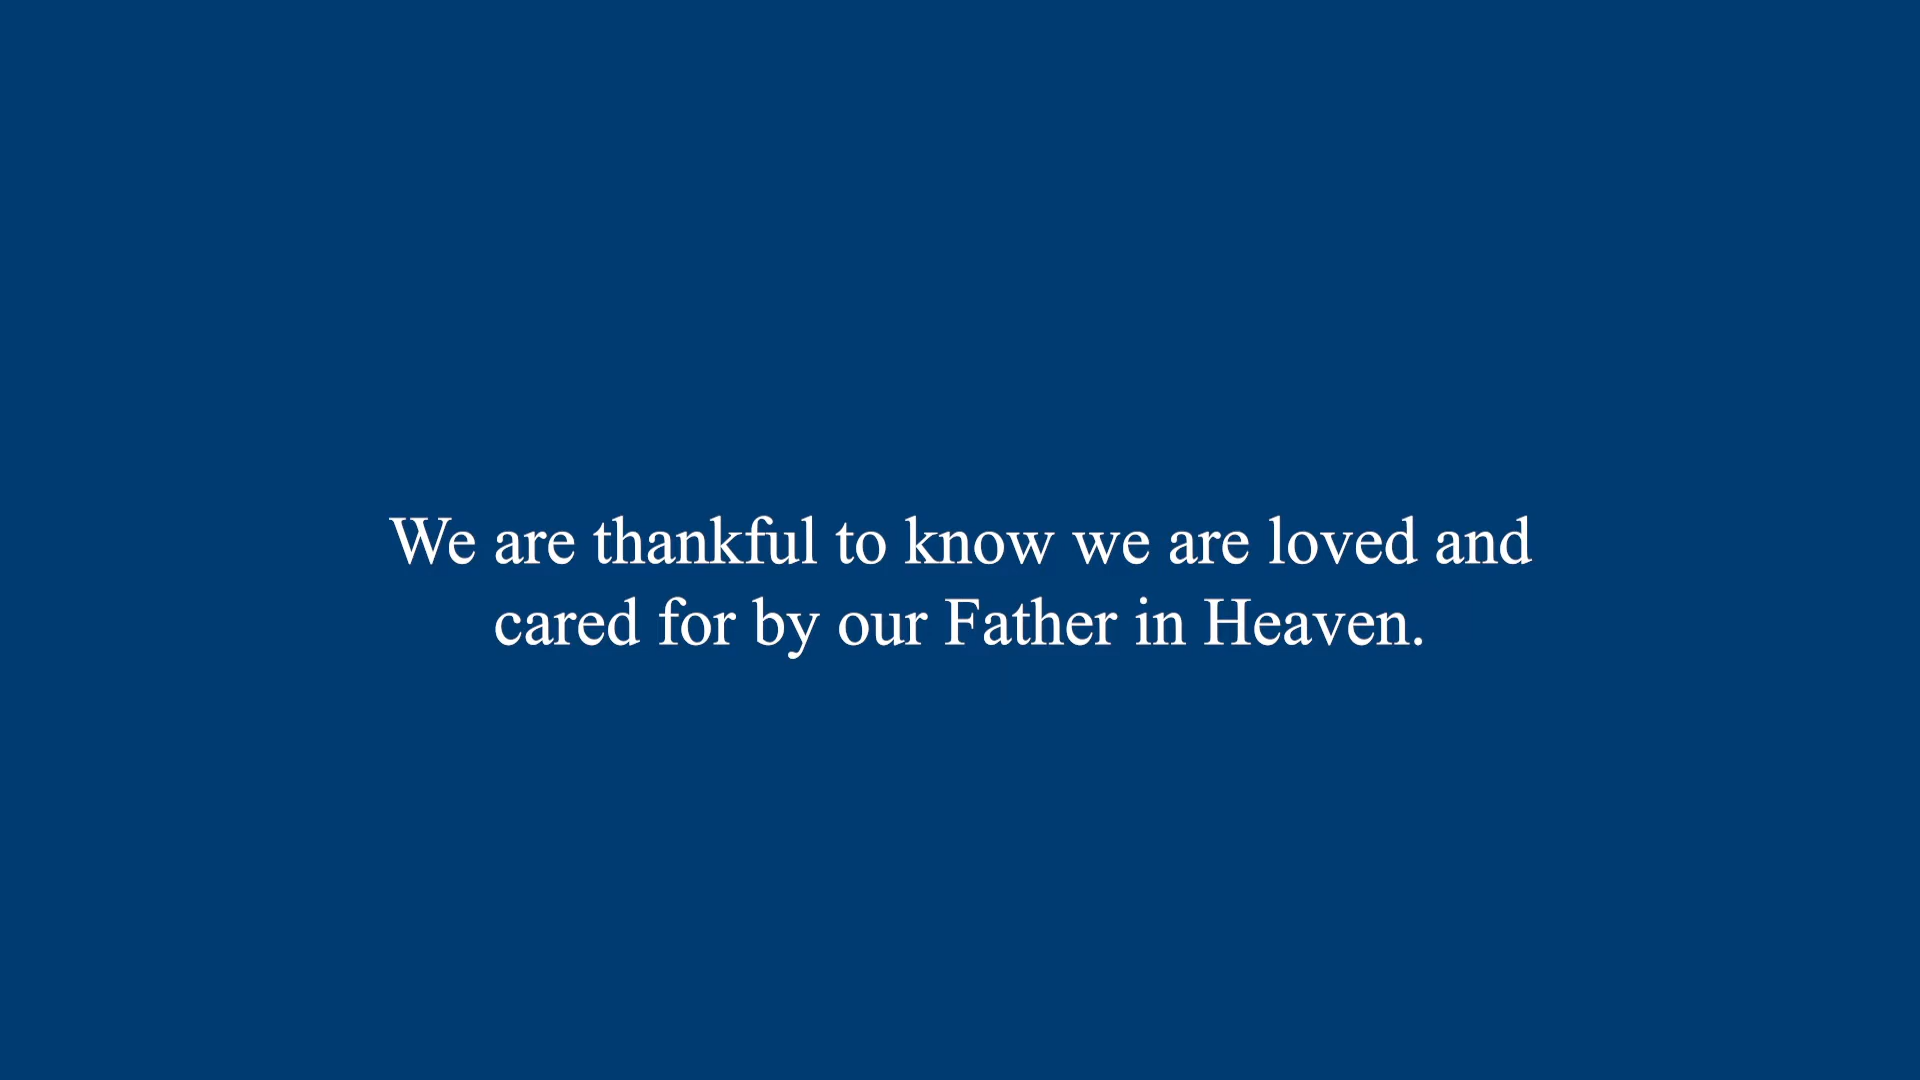 We are thankful to know we are loved and
cared for by our Father in Heaven.